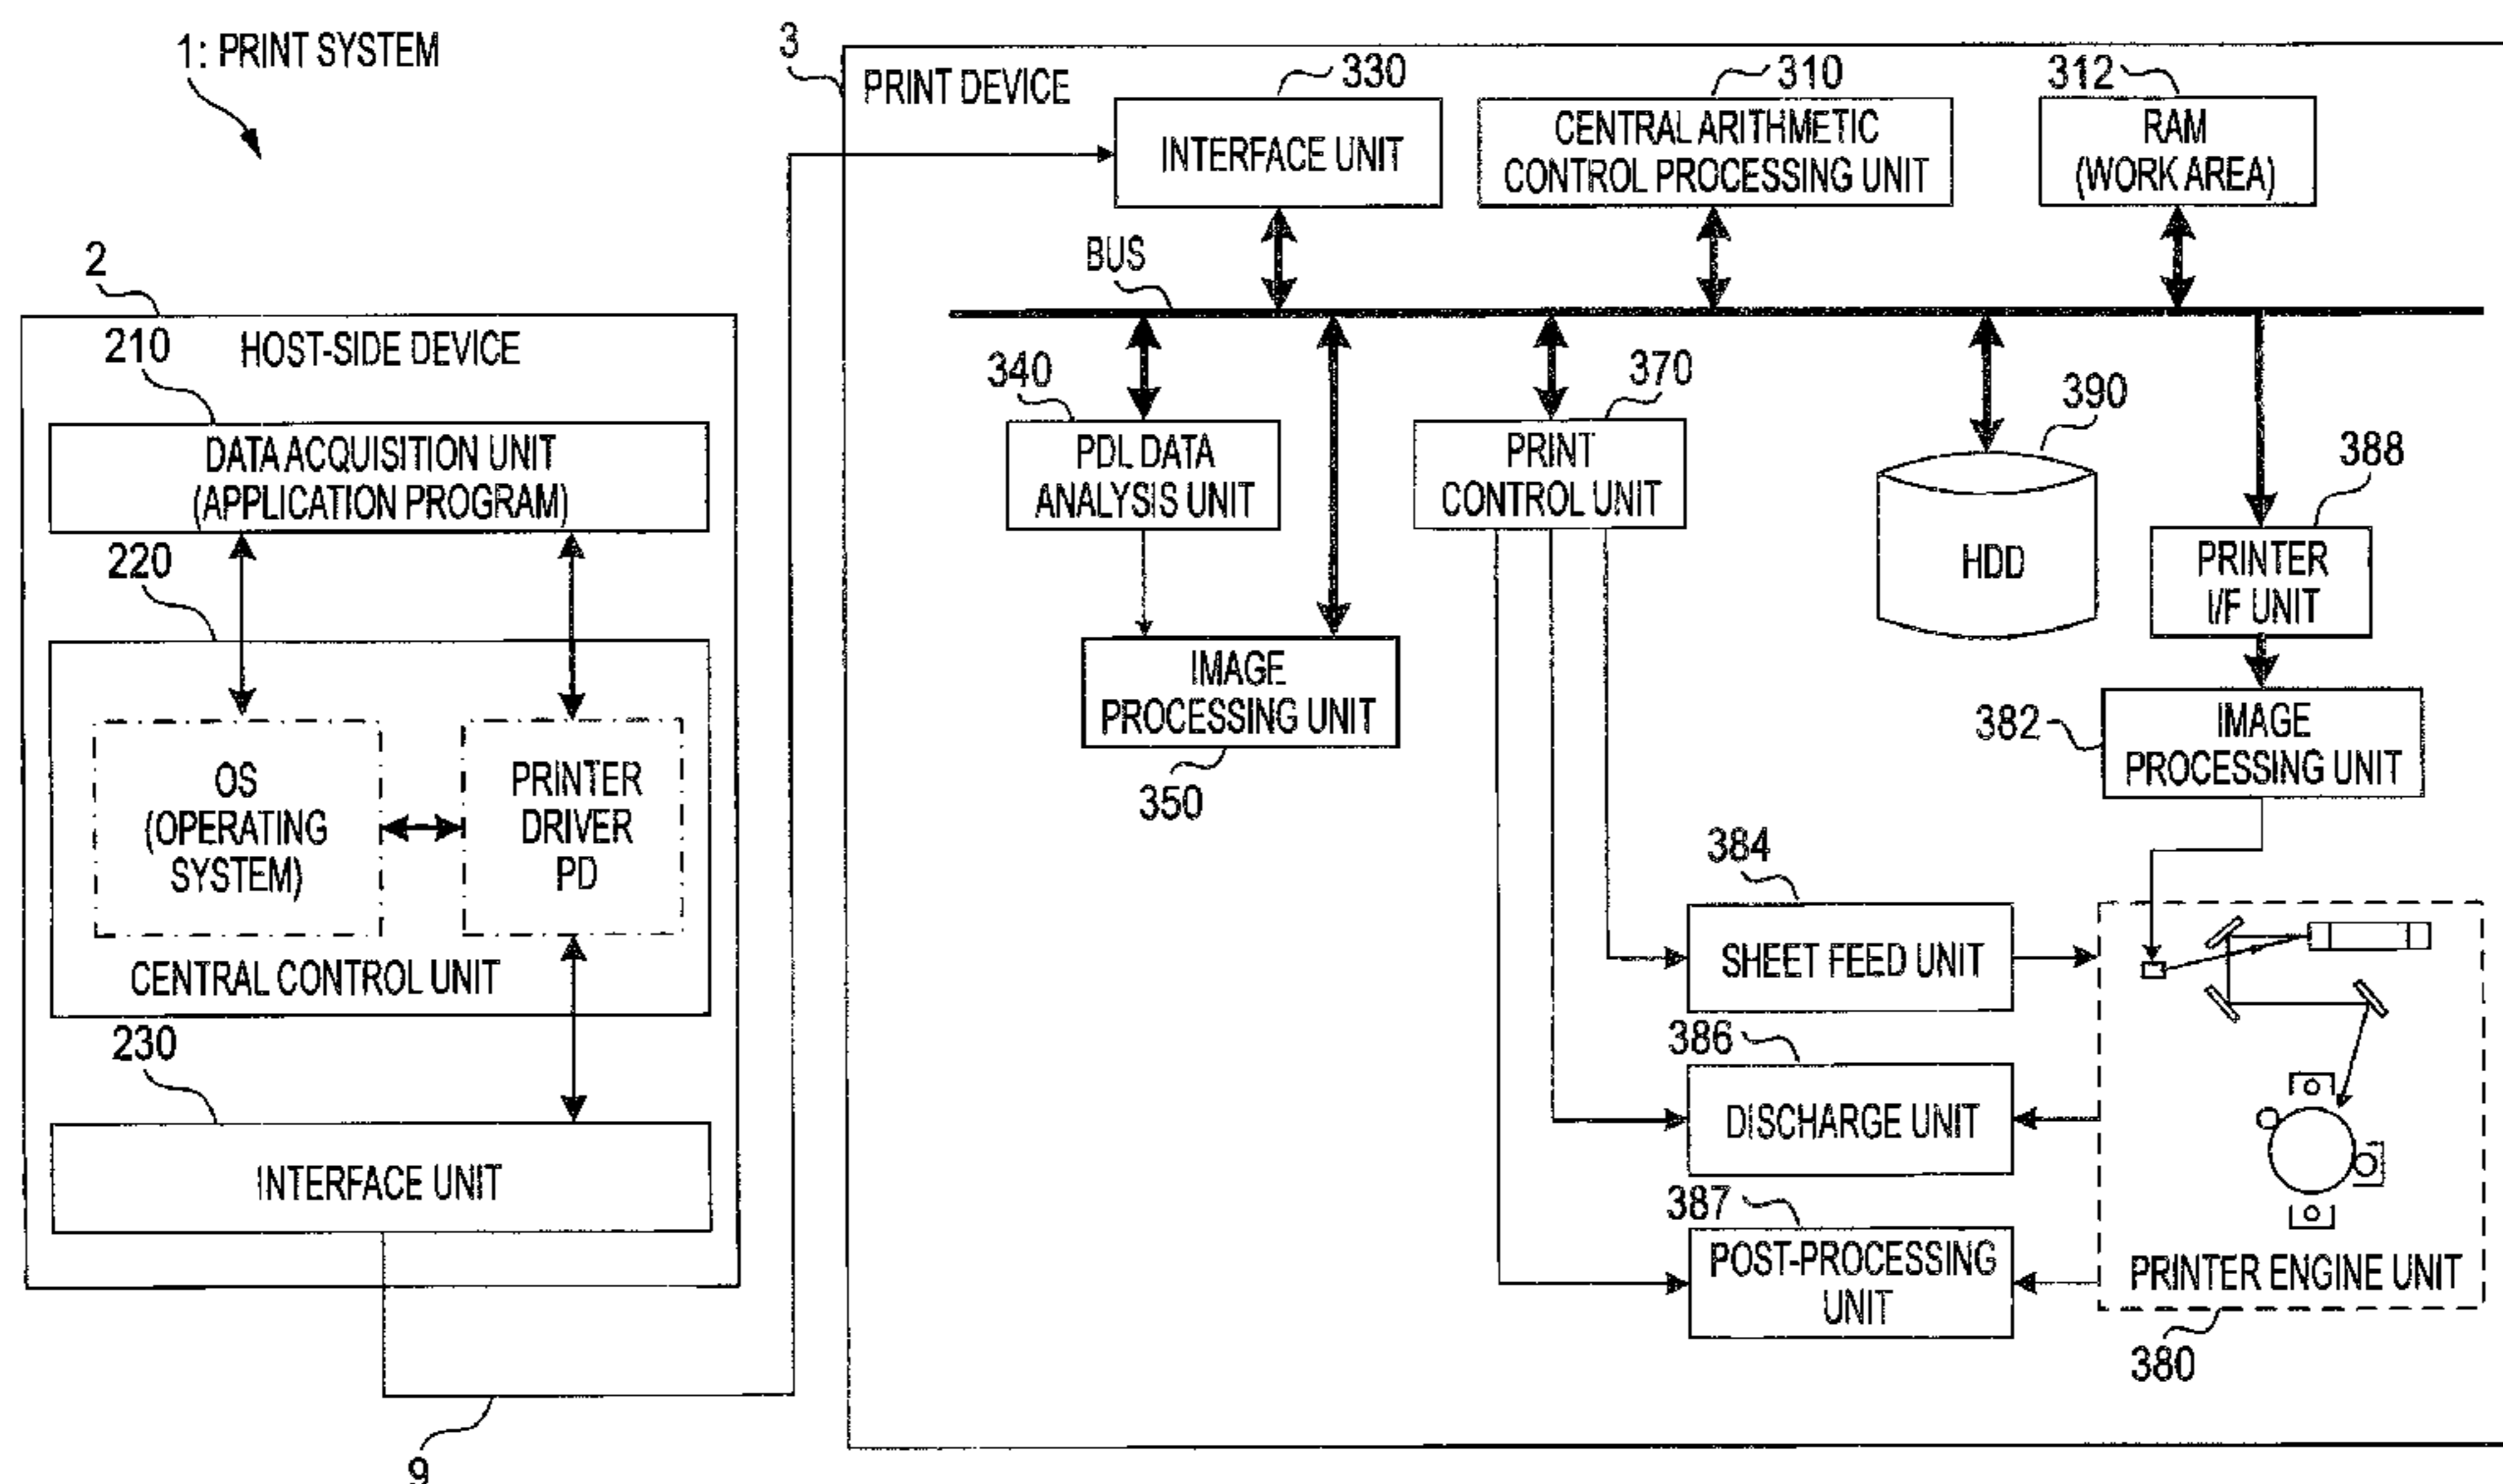 1: PRINT SYSTEM
2
HOST-SIDE DEVICE
210
DATA ACQUISITION UNIT
(APPLICATION PROGRAM)
220
OS
(OPERATING
SYSTEM)
PRINTER
DRIVER
PD
CENTRAL CONTROL UNIT
230
INTERFACE UNIT
9
3
PRINT DEVICE
330
INTERFACE UNIT
310
CENTRAL ARITHMETIC
CONTROL PROCESSING UNIT
312
RAM
(WORK AREA)
BUS
340
PDL DATA
ANALYSIS UNIT
370
PRINT
CONTROL UNIT
390
HDD
388
PRINTER
I/F UNIT
IMAGE
PROCESSING UNIT
350
382
IMAGE
PROCESSING UNIT
384
SHEET FEED UNIT
386
DISCHARGE UNIT
387
POST-PROCESSING
UNIT
PRINTER ENGINE UNIT
380